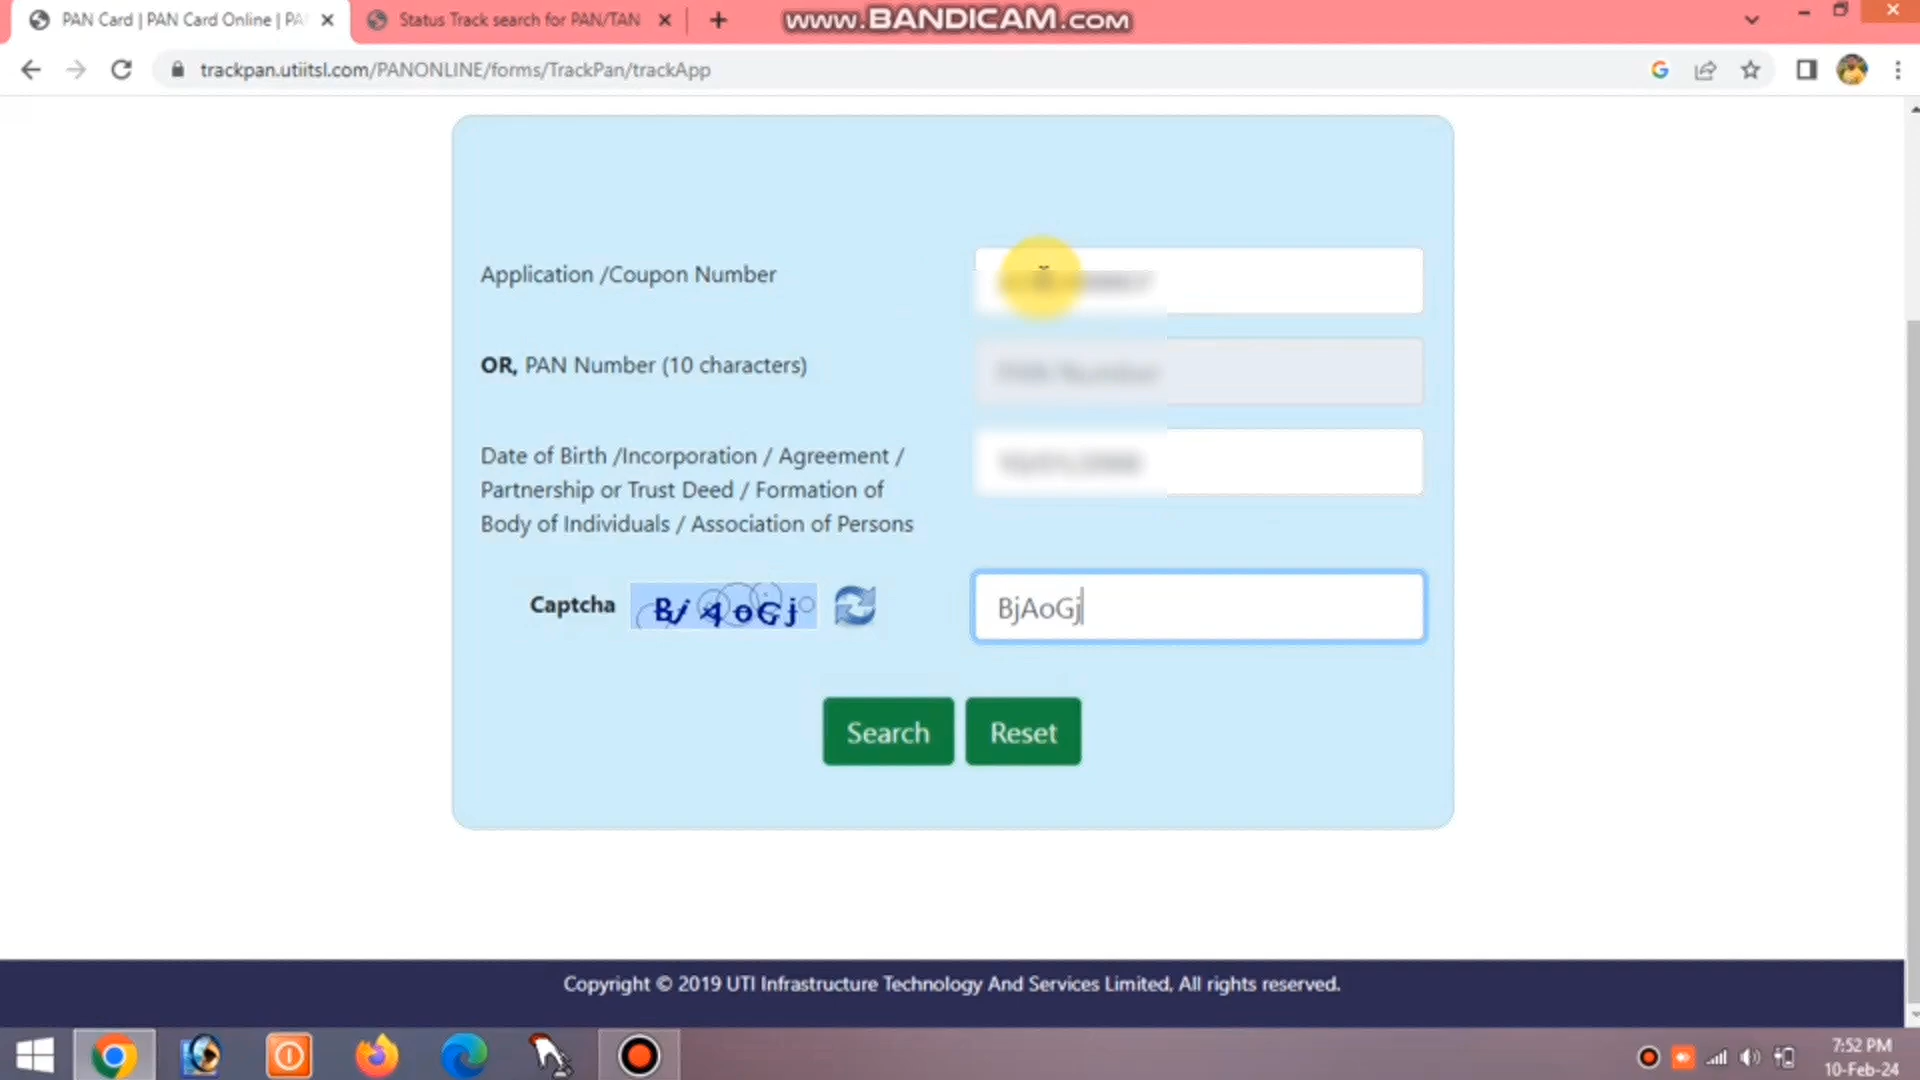 PAN Card | PAN Card Online | PA
Status Track search for PAN/TAN
www.BANDICAM.com
trackpan.utiitsl.com/PANONLINE/forms/TrackPan/trackApp
Application /Coupon Number
OR, PAN Number (10 characters)
PAN Number
Date of Birth /Incorporation / Agreement /
Partnership or Trust Deed / Formation of
Body of Individuals / Association of Persons
Captcha
BjAoGj
BjAoGj
Search
Reset
Copyright © 2019 UTI Infrastructure Technology And Services Limited, All rights reserved.
7:52 PM
10-Feb-24